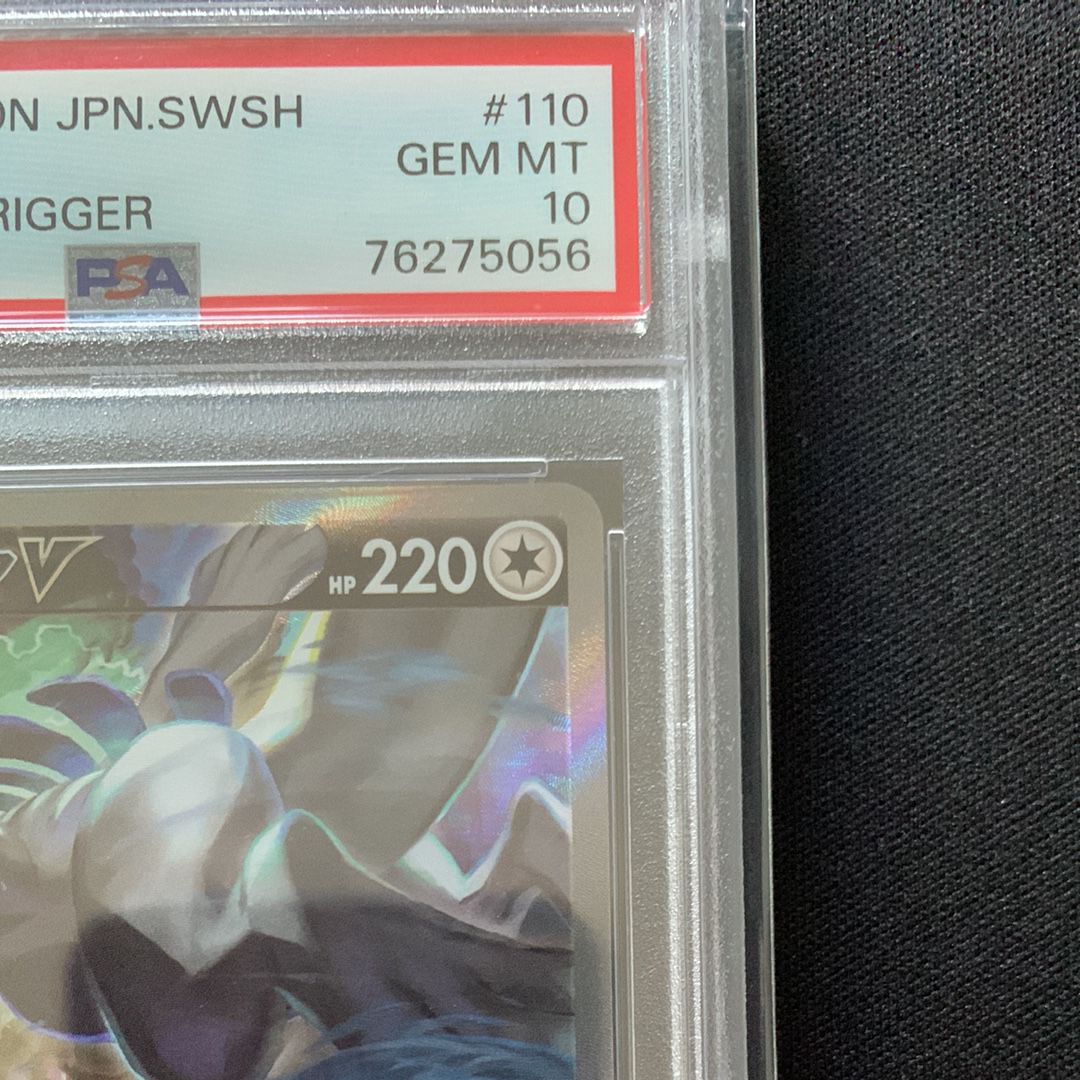 ON JPN.SWSH #110
GEM MT
RIGGER 10
PSA 76275056
V HP 220